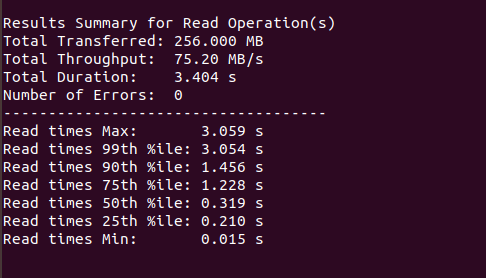 Results Summary for Read Operation(s)
Total Transferred: 256.000 MB
Total Throughput:  75.20 MB/s
Total Duration:    3.404 s
Number of Errors:  0
------------------------------------
Read times Max:       3.059 s
Read times 99th %ile: 3.054 s
Read times 90th %ile: 1.456 s
Read times 75th %ile: 1.228 s
Read times 50th %ile: 0.319 s
Read times 25th %ile: 0.210 s
Read times Min:       0.015 s